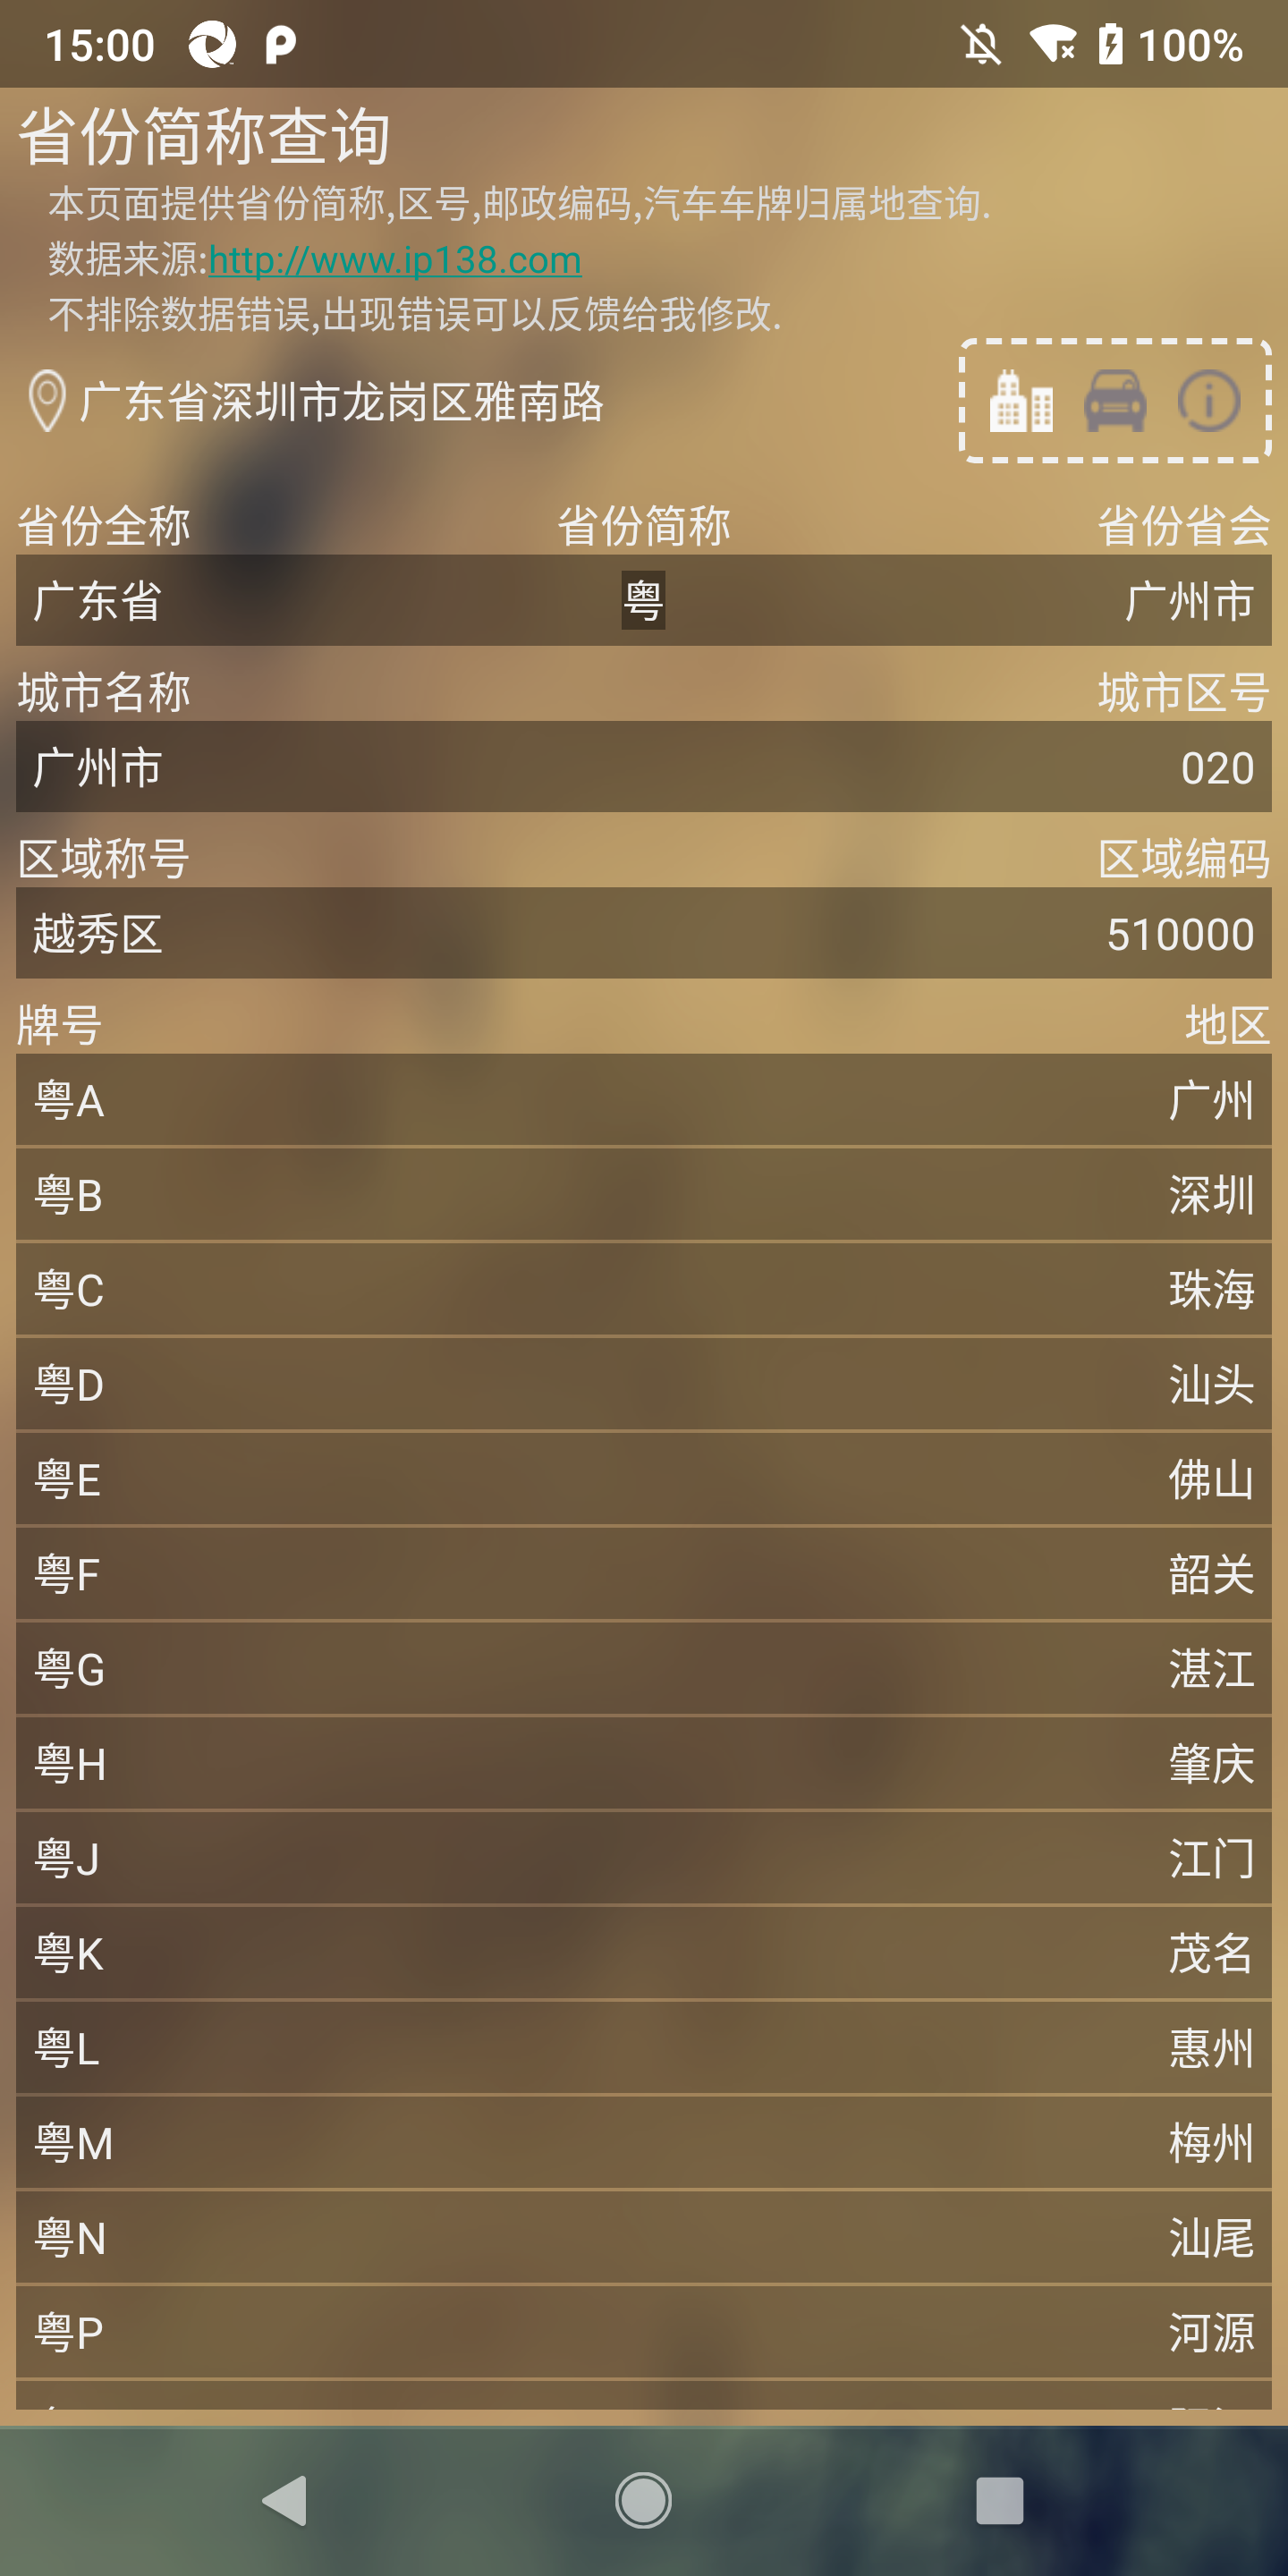 15:00 100%
省份简称查询
本页面提供省份简称,区号,邮政编码,汽车车牌归属地查询.
数据来源:http://www.ip138.com
不排除数据错误,出现错误可以反馈给我修改.
广东省深圳市龙岗区雅南路
省份全称 省份简称 省份省会
广东省 粤 广州市
城市名称 城市区号
广州市 020
区域称号 区域编码
越秀区 510000
牌号 地区
粤A 广州
粤B 深圳
粤C 珠海
粤D 汕头
粤E 佛山
粤F 韶关
粤G 湛江
粤H 肇庆
粤J 江门
粤K 茂名
粤L 惠州
粤M 梅州
粤N 汕尾
粤P 河源